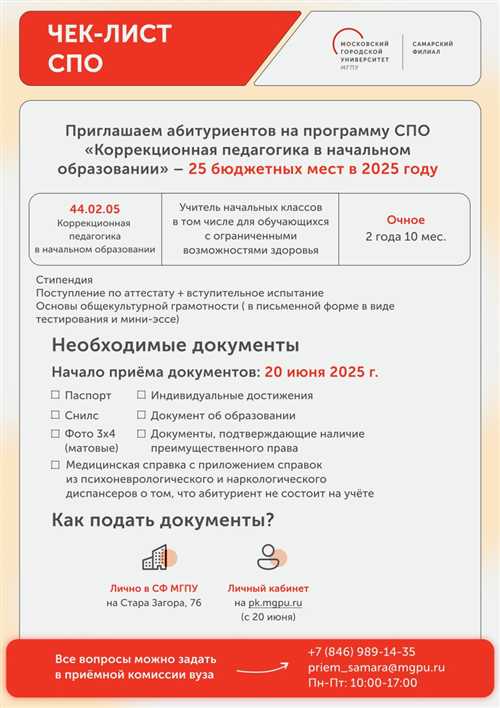 ЧЕК-ЛИСТ
СПО
МОСКОВСКИЙ
ГОРОДСКОЙ
УНИВЕРСИТЕТ
МГПУ
САМАРСКИЙ
ФИЛИАЛ
Приглашаем абитуриентов на программу СПО
«Коррекционная педагогика в начальном
образовании» – 25 бюджетных мест в 2025 году
44.02.05
Коррекционная
педагогика
в начальном образовании
Учитель начальных классов
в том числе для обучающихся
с ограниченными
возможностями здоровья
Очное
2 года 10 мес.
Стипендия
Поступление по аттестату + вступительное испытание
Основы общекультурной грамотности ( в письменной форме в виде
тестирования и мини-эссе)
Необходимые документы
Начало приёма документов: 20 июня 2025 г.
Паспорт
Индивидуальные достижения
Снилс
Документ об образовании
Фото 3х4
(матовые)
Документы, подтверждающие наличие
преимущественного права
Медицинская справка с приложением справок
из психоневрологического и наркологического
диспансеров о том, что абитуриент не состоит на учёте
Как подать документы?
Лично в СФ МГПУ
на Стара Загора, 76
Личный кабинет
на pk.mgpu.ru
(с 20 июня)
Все вопросы можно задать
в приёмной комиссии вуза
+7 (846) 989-14-35
priem_samara@mgpu.ru
Пн-Пт: 10:00-17:00